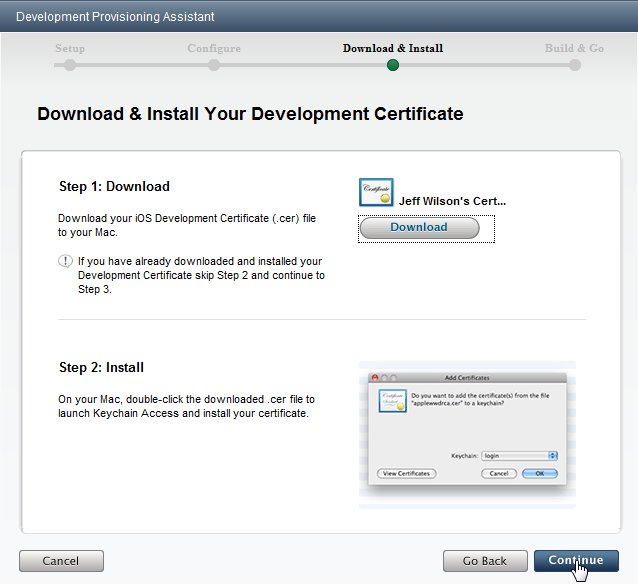 Development Provisioning Assistant
Setup
Configure
Download & Install
Build & Go
Download & Install Your Development Certificate
Step 1: Download
Download your iOS Development Certificate (.cer) file
to your Mac.
! If you have already downloaded and installed your
Development Certificate skip Step 2 and continue to
Step 3.
Certificate
Jeff Wilson's Cert...
Download
Step 2: Install
On your Mac, double-click the downloaded .cer file to
launch Keychain Access and install your certificate.
Add Certificates
Do you want to add the certificate(s) from the file
"applewwdrca.cer" to a keychain?
Keychain: login
View Certificates
Cancel
OK
Cancel
Go Back
Continue